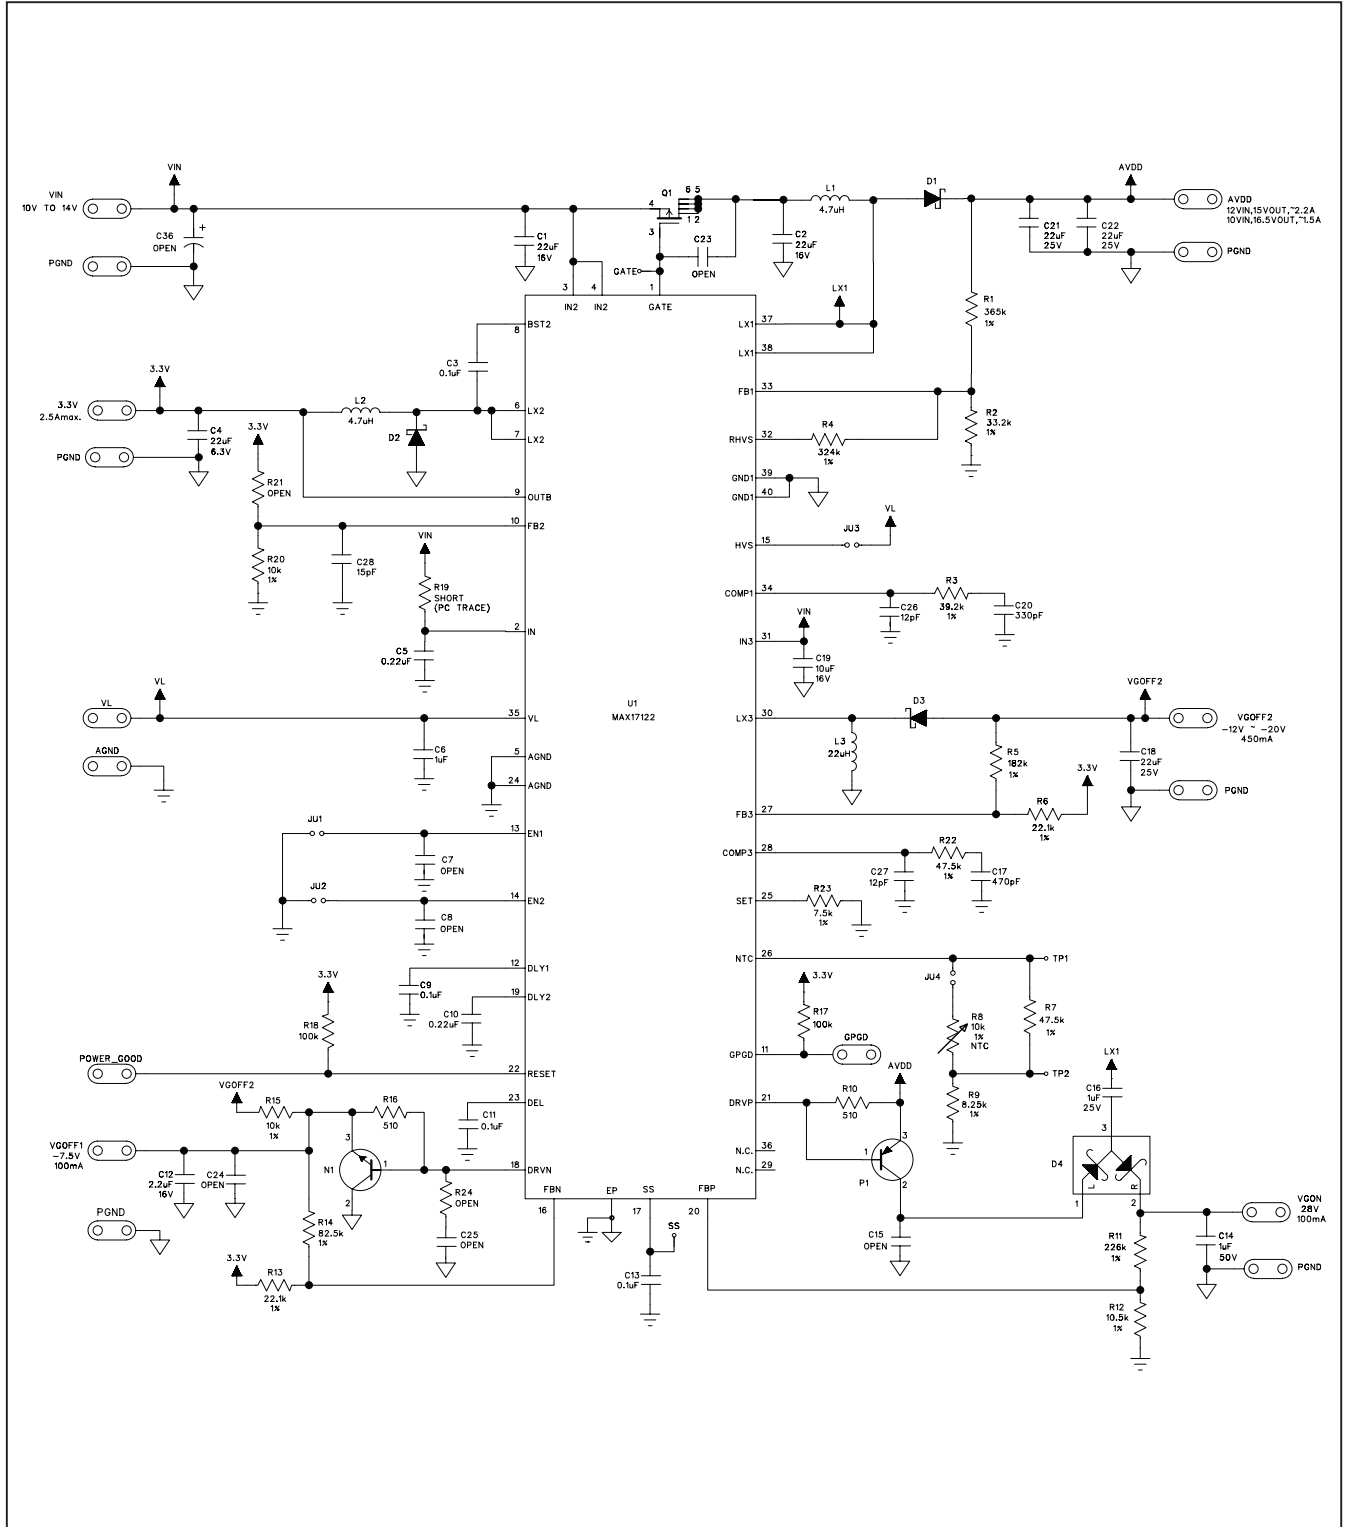 VIN
VIN
10V TO 14V
C36
OPEN
+
PGND
C1
22uF
16V
Q1
4
6 5
1 2
3
C23
OPEN
GATE
C2
22uF
16V
L1
4.7uH
D1
AVDD
C21
22uF
25V
C22
22uF
25V
AVDD
12VIN,15VOUT,~2.2A
10VIN,16.5VOUT,~1.5A
PGND
3
4
1
IN2
IN2
GATE
8
BST2
C3
0.1uF
LX1
LX1
37
LX1
38
R1
365k
1%
FB1
33
R2
33.2k
1%
RHVS
32
R4
324k
1%
GND1
39
GND1
40
3.3V
3.3V
2.5Amax.
L2
4.7uH
6
LX2
7
LX2
D2
C4
22uF
6.3V
PGND
3.3V
R21
OPEN
9
OUTB
10
FB2
R20
10k
1%
C28
15pF
VL
JU3
HVS
15
VIN
R19
SHORT
(PC TRACE)
2
IN
C5
0.22uF
COMP1
34
R3
39.2k
1%
C26
12pF
C20
330pF
VIN
IN3
31
C19
10uF
16V
U1
MAX17122
VL
VL
35
VL
C6
1uF
AGND
5
AGND
24
AGND
LX3
30
D3
L3
22uH
VGOFF2
VGOFF2
-12V ~ -20V
450mA
R5
182k
1%
C18
22uF
25V
3.3V
PGND
FB3
27
R6
22.1k
1%
JU1
13
EN1
C7
OPEN
JU2
14
EN2
C8
OPEN
COMP3
28
R22
47.5k
1%
C27
12pF
C17
470pF
SET
25
R23
7.5k
1%
12
DLY1
C9
0.1uF
19
DLY2
C10
0.22uF
3.3V
R18
100k
NTC
26
TP1
JU4
3.3V
R17
100k
R8
10k
1%
NTC
R7
47.5k
1%
GPGD
11
GPGD
TP2
POWER_GOOD
22
RESET
VGOFF2
R15
10k
1%
R16
510
23
DEL
C11
0.1uF
AVDD
DRVP
21
R10
510
R9
8.25k
1%
LX1
C16
1uF
25V
3
VGOFF1
-7.5V
100mA
C12
2.2uF
16V
C24
OPEN
N1
3
1
2
18
DRVN
R24
OPEN
C25
OPEN
N.C.
36
N.C.
29
P1
1
3
2
D4
L
R
1
2
FBN
16
EP
SS
17
FBP
20
SS
PGND
R14
82.5k
1%
3.3V
R13
22.1k
1%
C13
0.1uF
C15
OPEN
R11
226k
1%
C14
1uF
50V
VGON
28V
100mA
PGND
R12
10.5k
1%